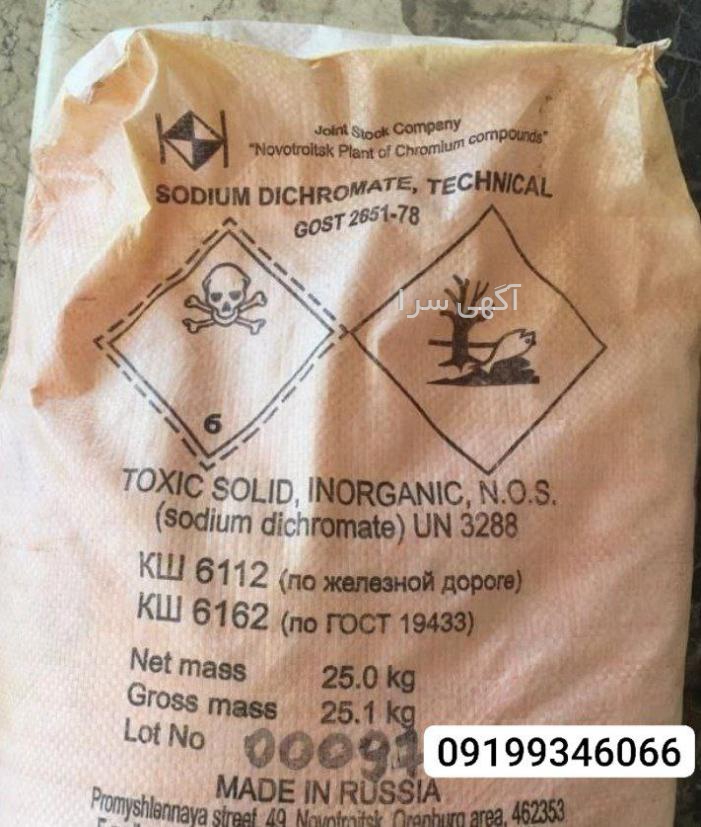 Joint Stock Company
"Novotroitsk Plant of Chromium compounds"
SODIUM DICHROMATE, TECHNICAL
GOST 2651-78
آگهی سرا
6
TOXIC SOLID, INORGANIC, N.O.S.
(sodium dichromate) UN 3288
КШ 6112 (по железной дороге)
КШ 6162 (по ГОСТ 19433)
Net mass 25.0 kg
Gross mass 25.1 kg
Lot No 00091
09199346066
MADE IN RUSSIA
Promyshlennaya street, 49, Novotroitsk, Orenburg area, 462353